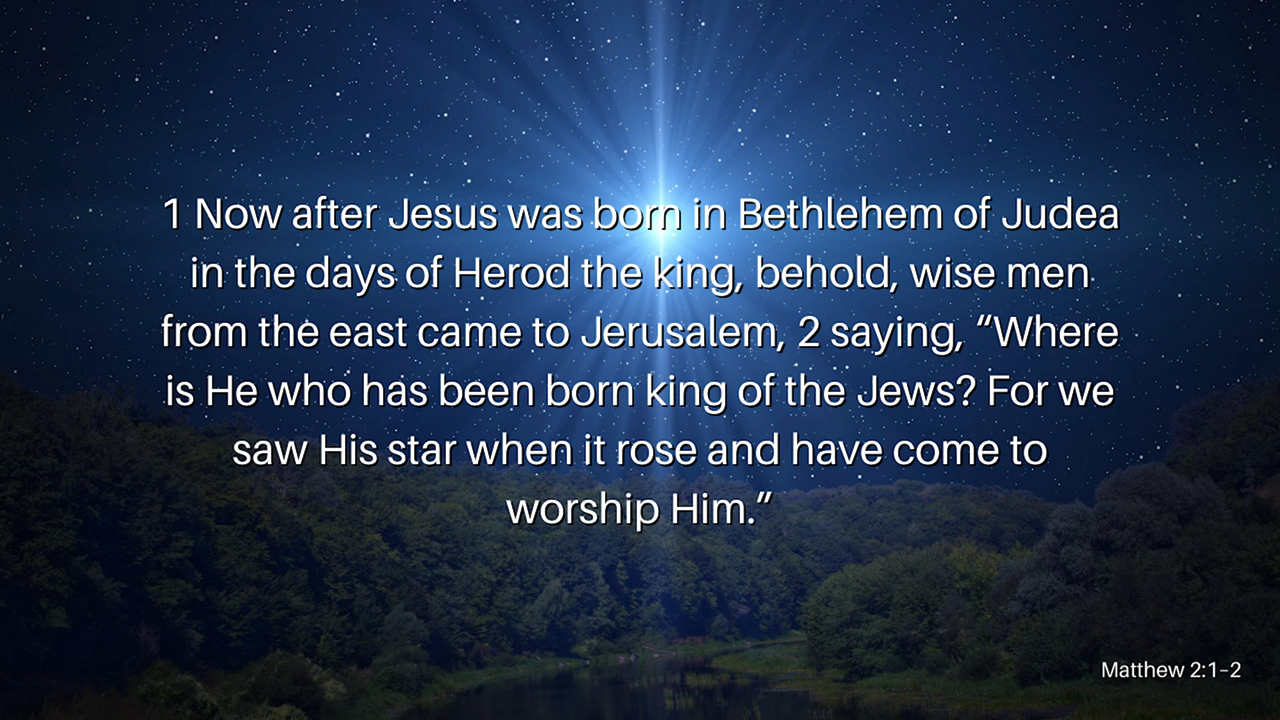 1 Now after Jesus was born in Bethlehem of Judea
in the days of Herod the king, behold, wise men
from the east came to Jerusalem, 2 saying, “Where
is He who has been born king of the Jews? For we
saw His star when it rose and have come to
worship Him.”
Matthew 2:1–2